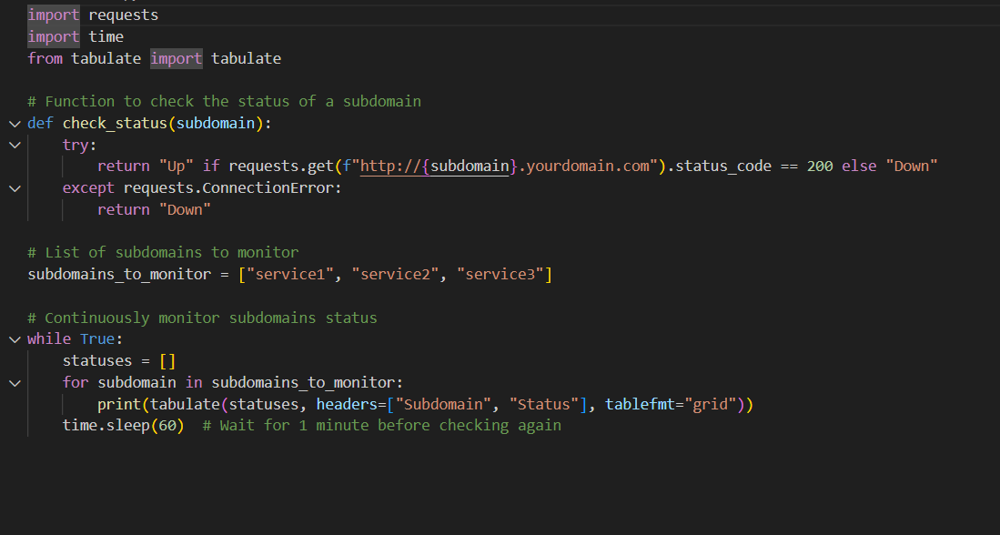 import requests
import time
from tabulate import tabulate
# Function to check the status of a subdomain
def check_status(subdomain):
try:
return "Up" if requests.get(f"http://{subdomain}.yourdomain.com").status_code == 200 else "Down"
except requests.ConnectionError:
return "Down"
# List of subdomains to monitor
subdomains_to_monitor = ["service1", "service2", "service3"]
# Continuously monitor subdomains status
while True:
statuses = []
for subdomain in subdomains_to_monitor:
print(tabulate(statuses, headers=["Subdomain", "Status"], tablefmt="grid"))
time.sleep(60)  # Wait for 1 minute before checking again